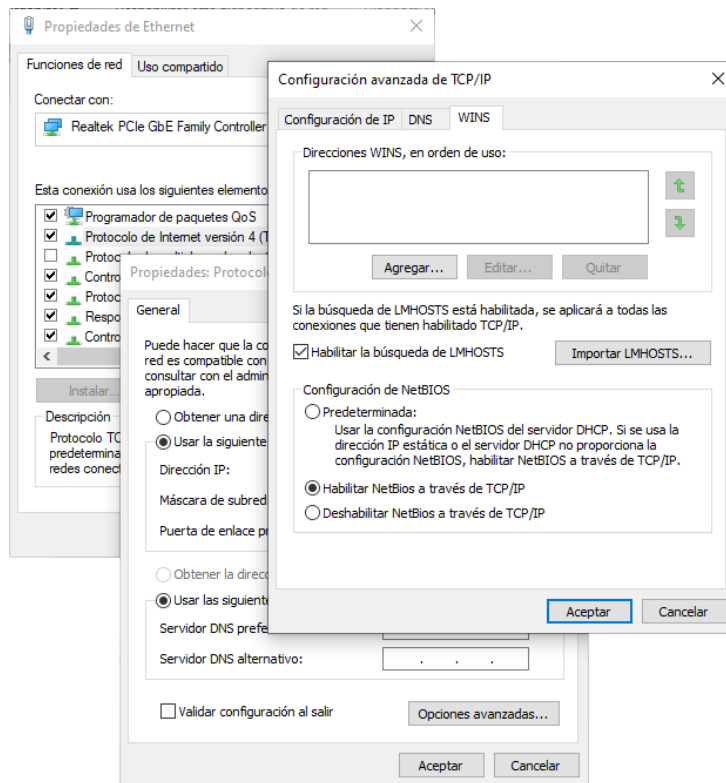 Propiedades de Ethernet
Funciones de red Uso compartido
Conectar con:
Realtek PCIe GbE Family Controller
Esta conexión usa los siguientes elemento
Programador de paquetes QoS
Protocolo de Internet versión 4 (T
Protoc
Contro
Protoc
Respo
Contro
Instalar...
Descripción
Protocolo TC
predetermina
redes conect
Propiedades: Protocolo
General
Puede hacer que la co
red es compatible con
consultar con el admin
apropiada.
Obtener una dire
Usar la siguiente
Dirección IP:
Máscara de subred
Puerta de enlace pr
Obtener la direcc
Usar las siguiente
Servidor DNS prefe
Servidor DNS alternativo:
. . .
Validar configuración al salir
Opciones avanzadas...
Aceptar Cancelar
Configuración avanzada de TCP/IP
Configuración de IP DNS WINS
Direcciones WINS, en orden de uso:
Agregar... Editar... Quitar
Si la búsqueda de LMHOSTS está habilitada, se aplicará a todas las
conexiones que tienen habilitado TCP/IP.
Habilitar la búsqueda de LMHOSTS Importar LMHOSTS...
Configuración de NetBIOS
Predeterminada:
Usar la configuración NetBIOS del servidor DHCP. Si se usa la
dirección IP estática o el servidor DHCP no proporciona la
configuración NetBIOS, habilitar NetBIOS a través de TCP/IP.
Habilitar NetBios a través de TCP/IP
Deshabilitar NetBios a través de TCP/IP
Aceptar Cancelar